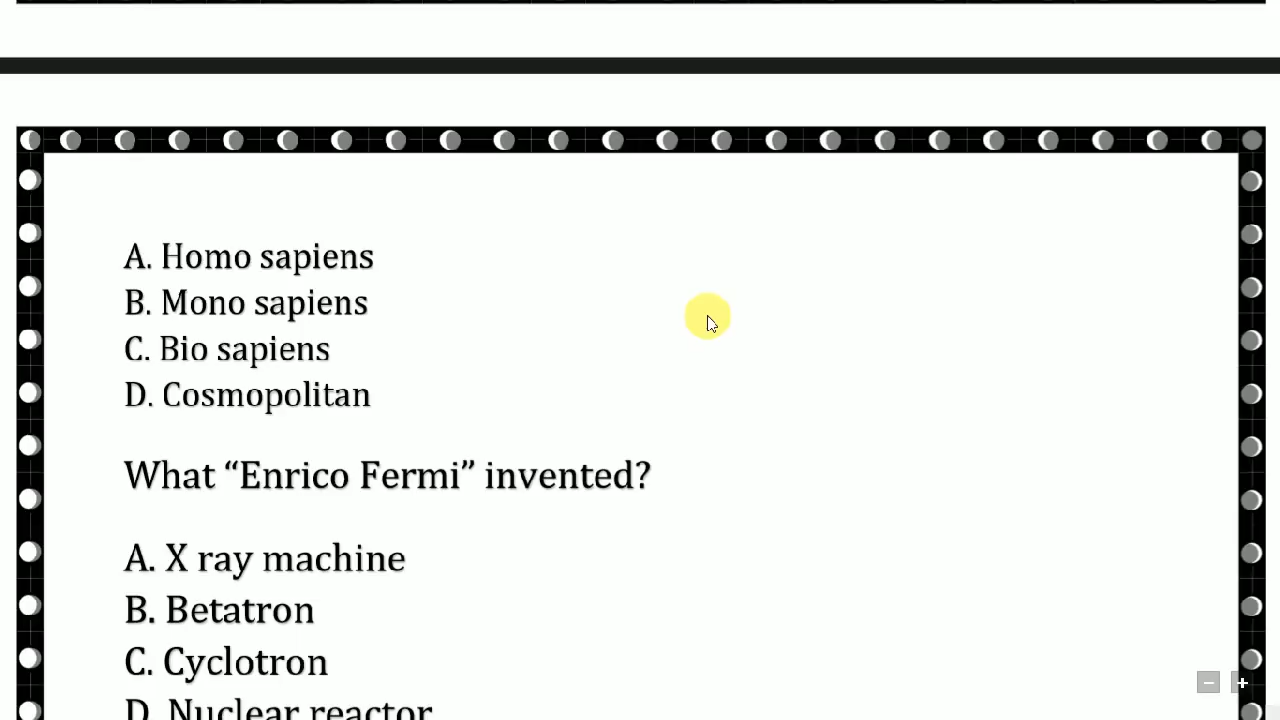 A. Homo sapiens
B. Mono sapiens
C. Bio sapiens
D. Cosmopolitan
What “Enrico Fermi” invented?
A. X ray machine
B. Betatron
C. Cyclotron
D. Nuclear reactor